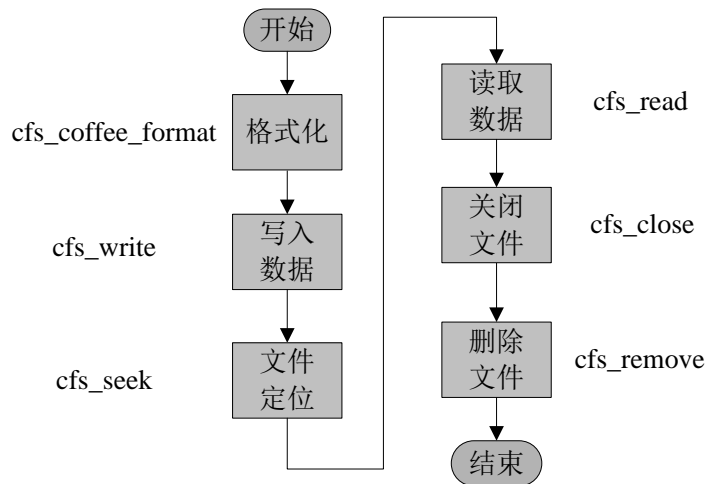 开始
cfs_coffee_format
格式化
cfs_write
写入
数据
cfs_seek
文件
定位
读取
数据
cfs_read
关闭
文件
cfs_close
删除
文件
cfs_remove
结束